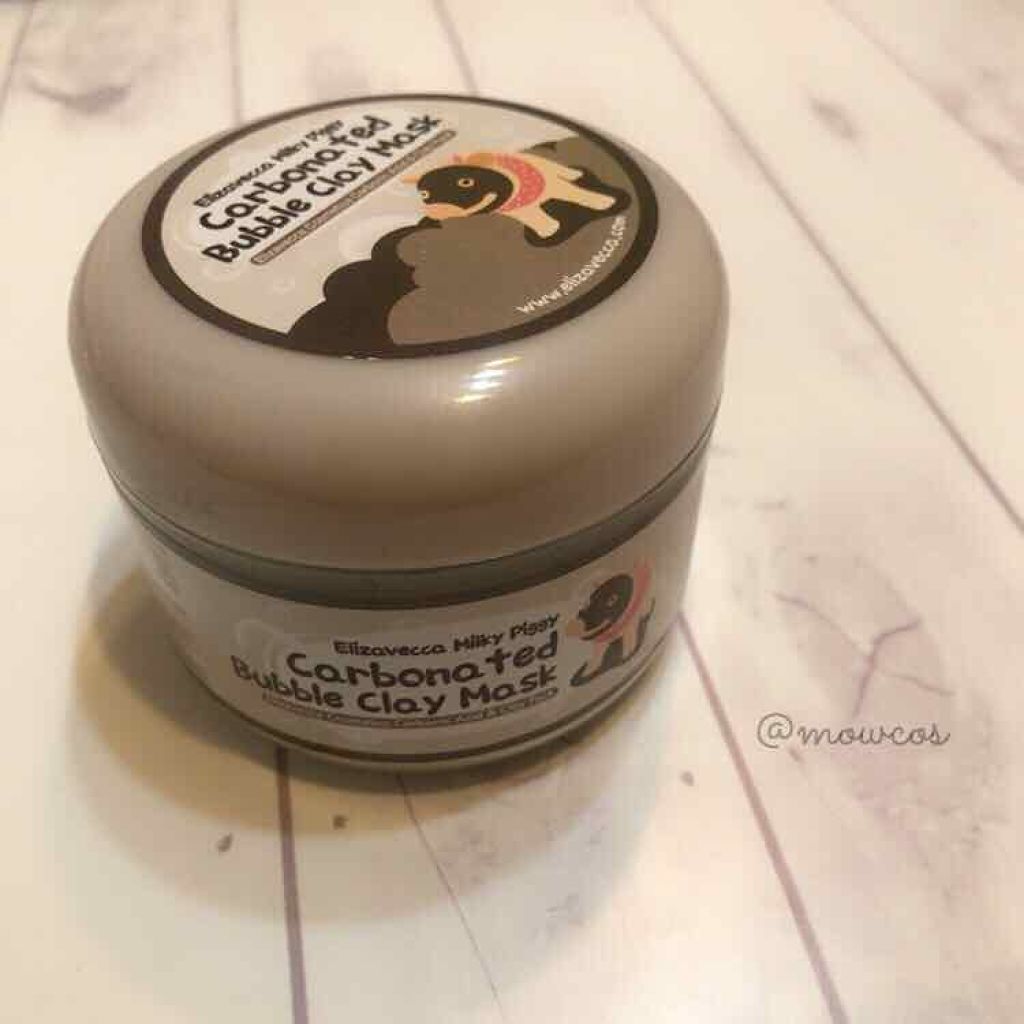 Elizavecca Milky Piggy
Carbonated
Bubble Clay Mask
www.elizavecca.com
Elizavecca Milky Piggy
Carbonated
Bubble Clay Mask
@mowcos